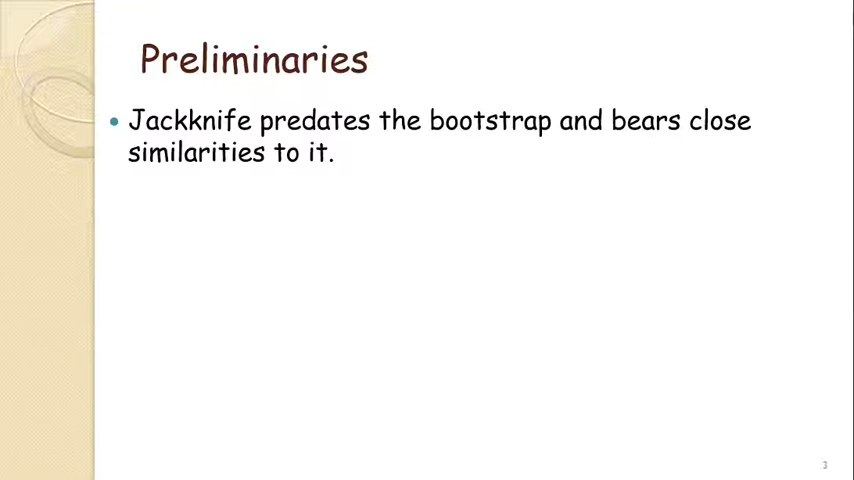 Preliminaries
• Jackknife predates the bootstrap and bears close
similarities to it.
3